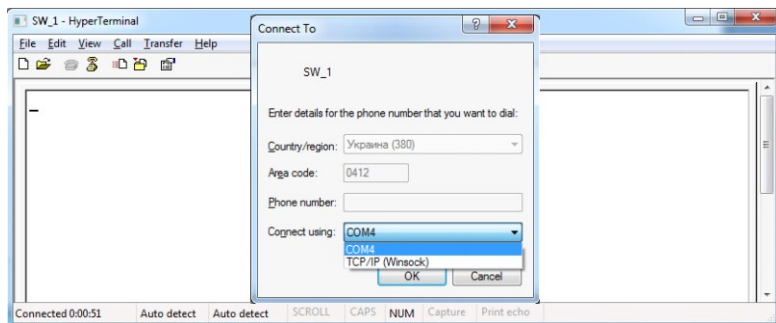 SW_1 - HyperTerminal
File Edit View Call Transfer Help
Connect To
SW_1
Enter details for the phone number that you want to dial:
Country/region: Украина (380)
Area code: 0412
Phone number:
Connect using: COM4
COM4
TCP/IP (Winsock)
OK Cancel
Connected 0:00:51 Auto detect Auto detect SCROLL CAPS NUM Capture Print echo